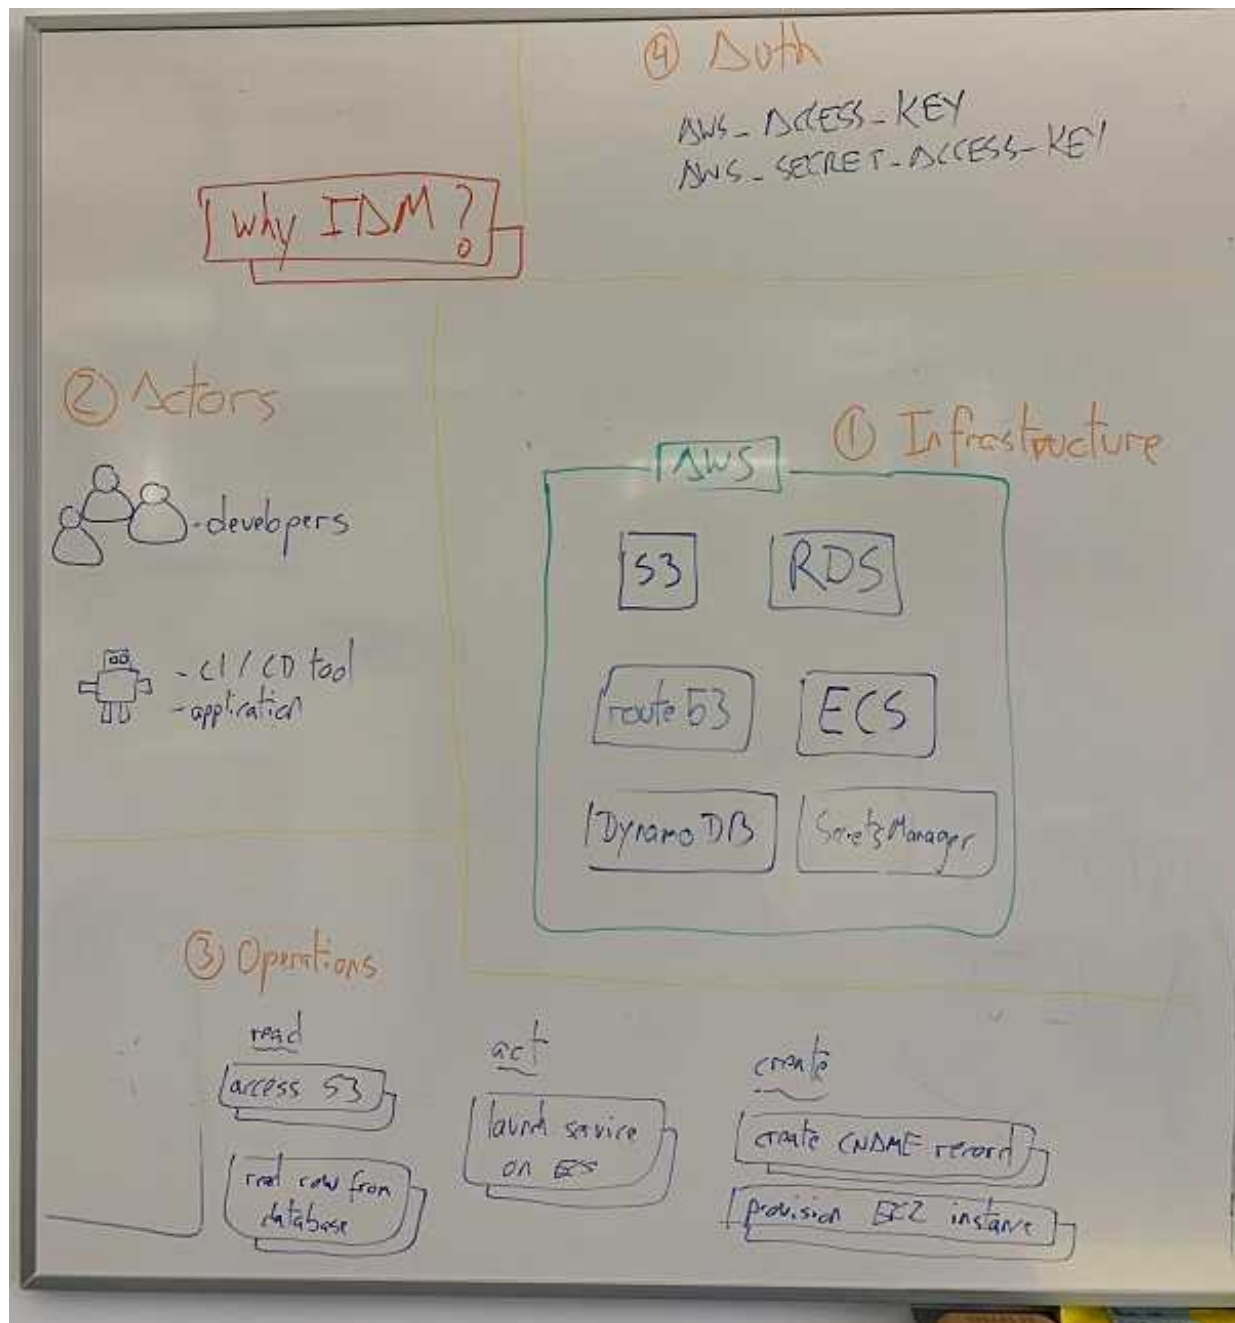 ④ Auth
AWS_ACCESS_KEY
AWS_SECRET_ACCESS_KEY
why IAM?
② Actors
- developers
- CI / CD tool
- application
① Infrastructure
AWS
S3
RDS
route 53
ECS
DynamoDB
SecretsManager
③ Operations
read
access S3
read row from
database
act
launch service
on ECS
create
create CNAME record
provision EC2 instance